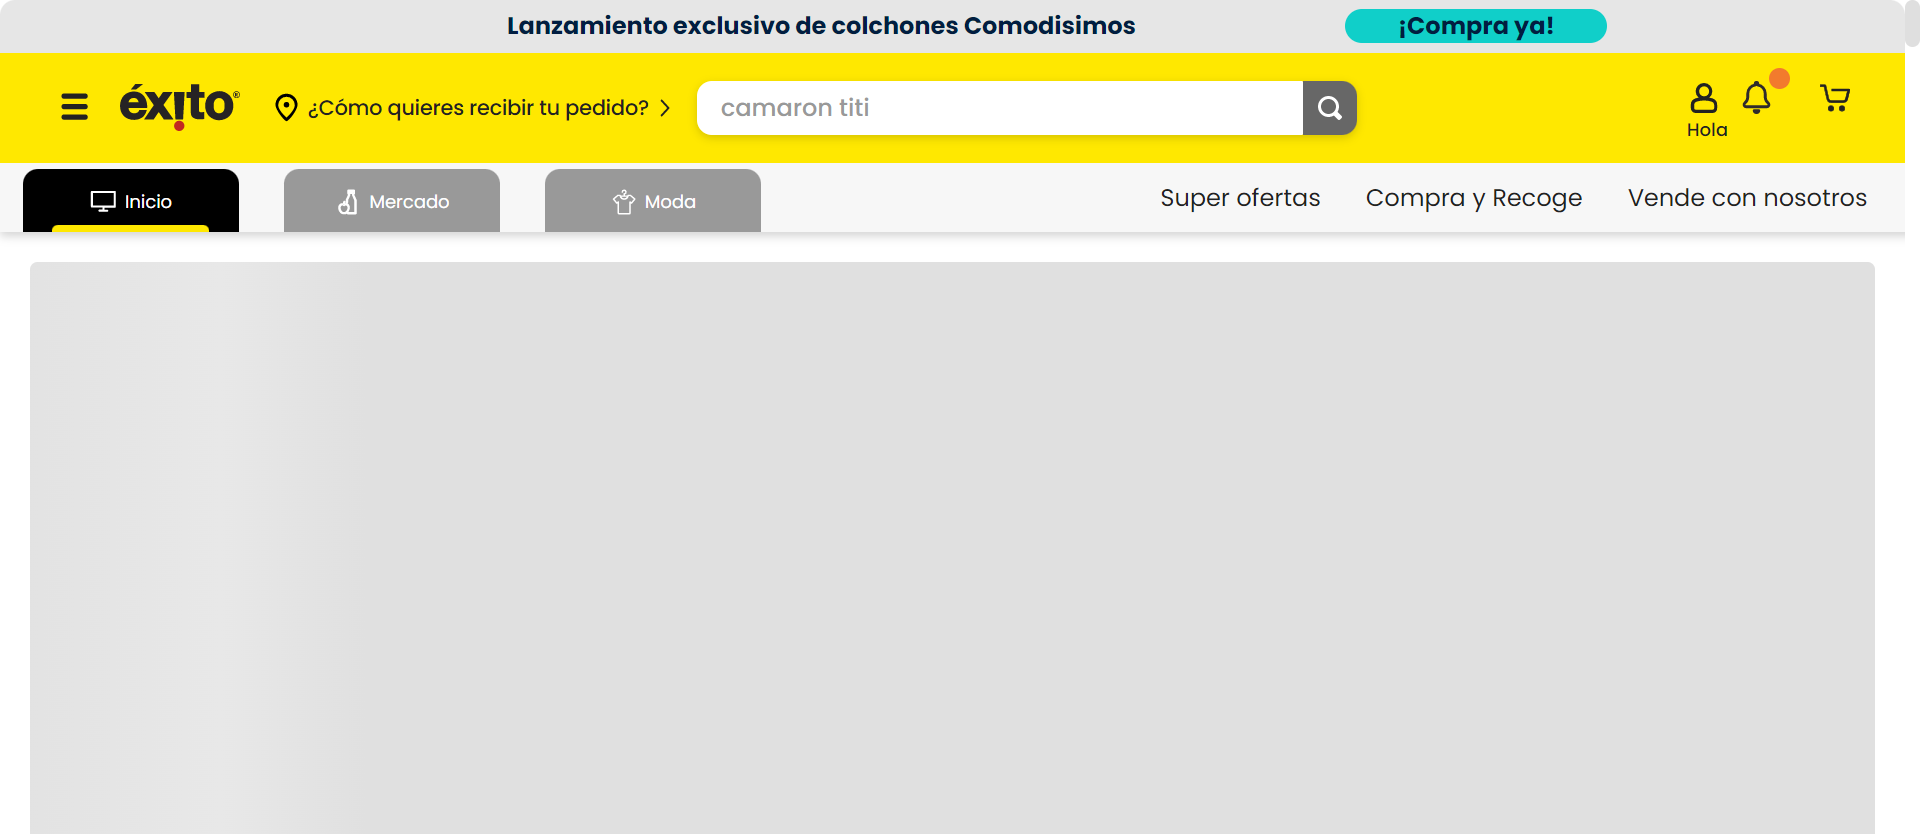 Lanzamiento exclusivo de colchones Comodisimos
¡Compra ya!
éxito®
¿Cómo quieres recibir tu pedido?
camaron titi
Hola
Inicio
Mercado
Moda
Super ofertas
Compra y Recoge
Vende con nosotros